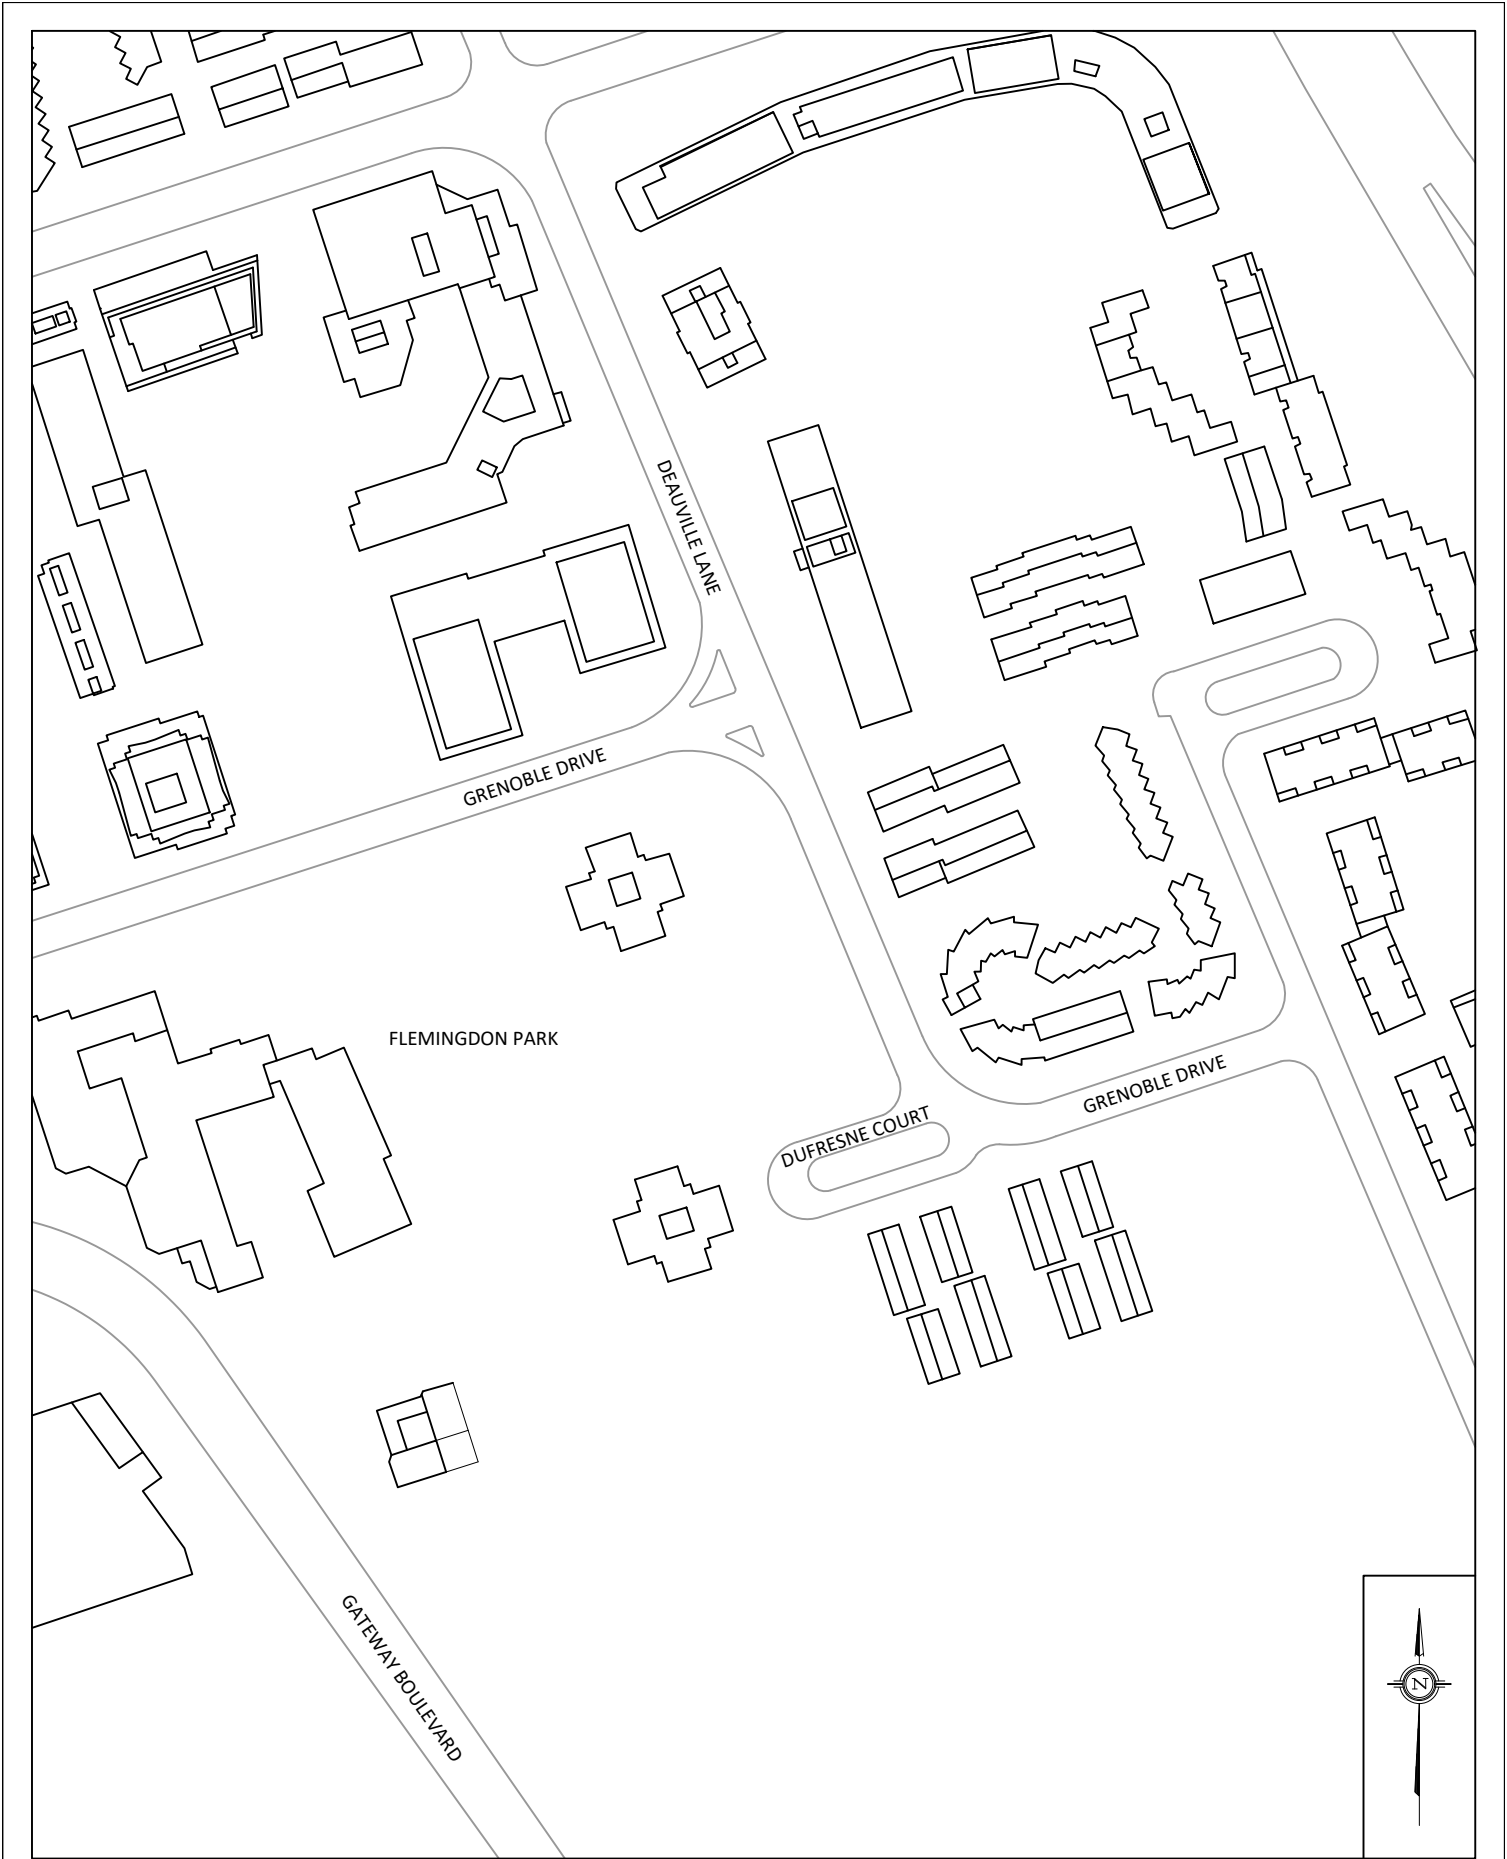 DEAUVILLE LANE
GRENOBLE DRIVE
FLEMINGDON PARK
GRENOBLE DRIVE
DUFRESNE COURT
GATEWAY BOULEVARD
N